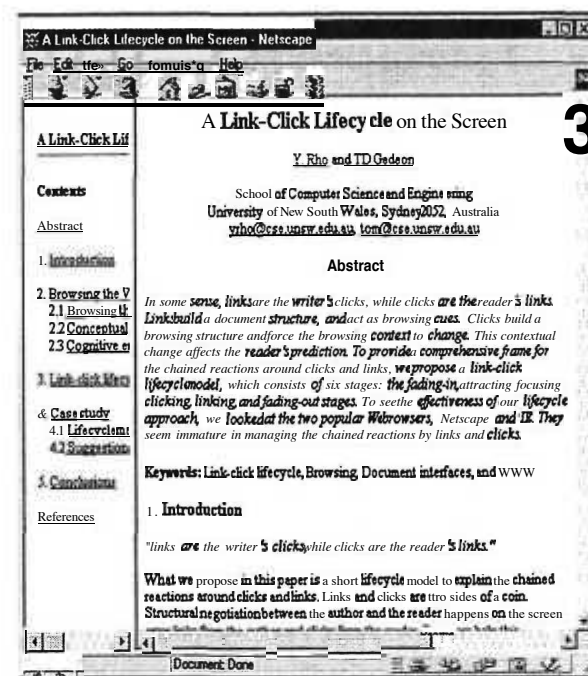 A Link-Click Lifecycle on the Screen - Netscape
File Edit tfe» Go fomuis*q Help
3
A Link-Click Lif
Contexts
Abstract
1. Introduction
2. Browsing the V
2.1 Browsing
2.2 Conceptual
2.3 Cognitive e
3. Link-click lifecy
& Case study
4.1 Lifecycle
4.2 Suggestion
5. Conclusions
References
A Link-Click Lifecycle on the Screen
Y. Rho and TD Gedeon
School of Computer Science and Engineering
University of New South Wales, Sydney 2052, Australia
yrho@cse.unsw.edu.au, tom@cse.unsw.edu.au
Abstract
In some sense, links are the writer's clicks, while clicks are the reader's links.
Links build a document structure, and act as browsing cues. Clicks build a
browsing structure and force the browsing context to change. This contextual
change affects the reader's prediction. To provide a comprehensive frame for
the chained reactions around clicks and links, we propose a link-click
lifecycle model, which consists of six stages: the fading-in, attracting focusing
clicking, linking, and fading-out stages. To see the effectiveness of our lifecycle
approach, we looked at the two popular Webrowsers, Netscape and IE. They
seem immature in managing the chained reactions by links and clicks.
Keywords: Link-click lifecycle, Browsing, Document interfaces, and WWW
1. Introduction
"links are the writer's clicks, while clicks are the reader's links."
What we propose in this paper is a short lifecycle model to explain the chained
reactions around clicks and links. Links and clicks are ttro sides of a coin.
Structural negotiation between the author and the reader happens on the screen
Document: Done